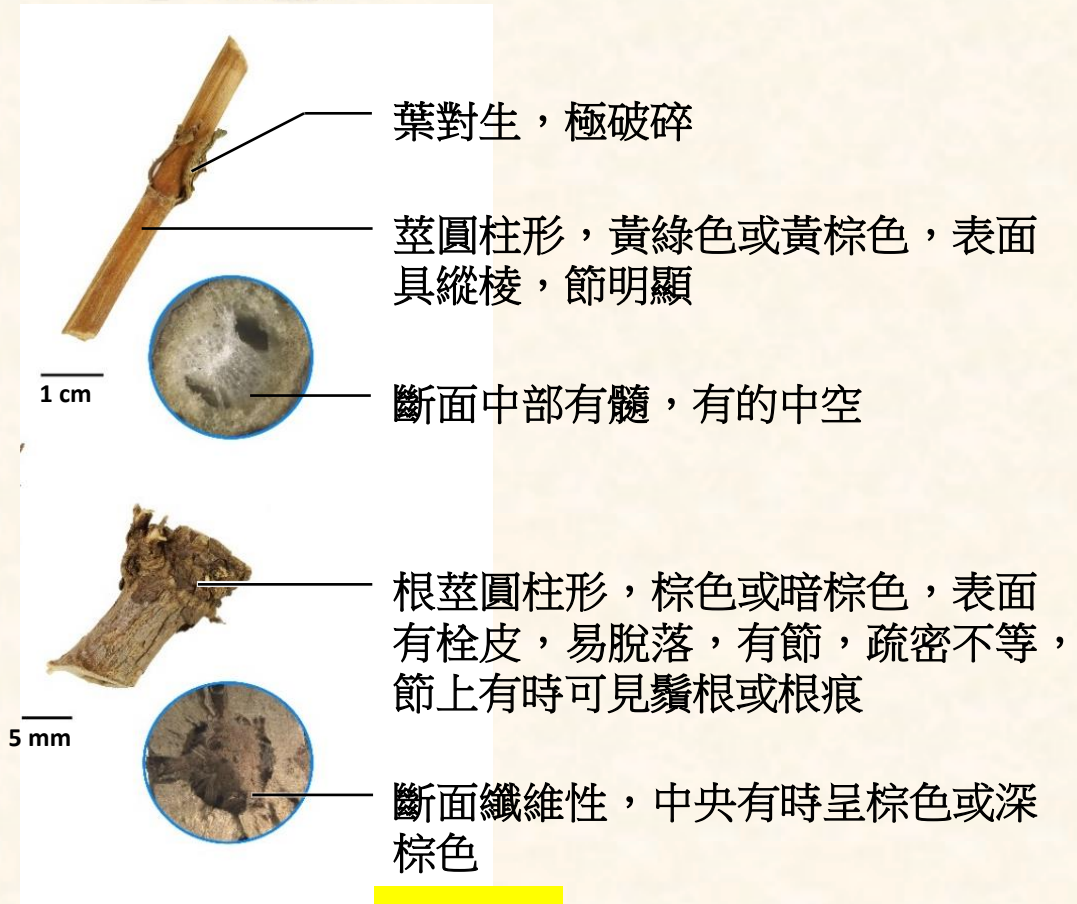 葉對生，極破碎
莖圓柱形，黃綠色或黃棕色，表面
具縱棱，節明顯
1 cm
斷面中部有髓，有的中空
根莖圓柱形，棕色或暗棕色，表面
有栓皮，易脫落，有節，疏密不等，
節上有時可見鬚根或根痕
5 mm
斷面纖維性，中央有時呈棕色或深
棕色